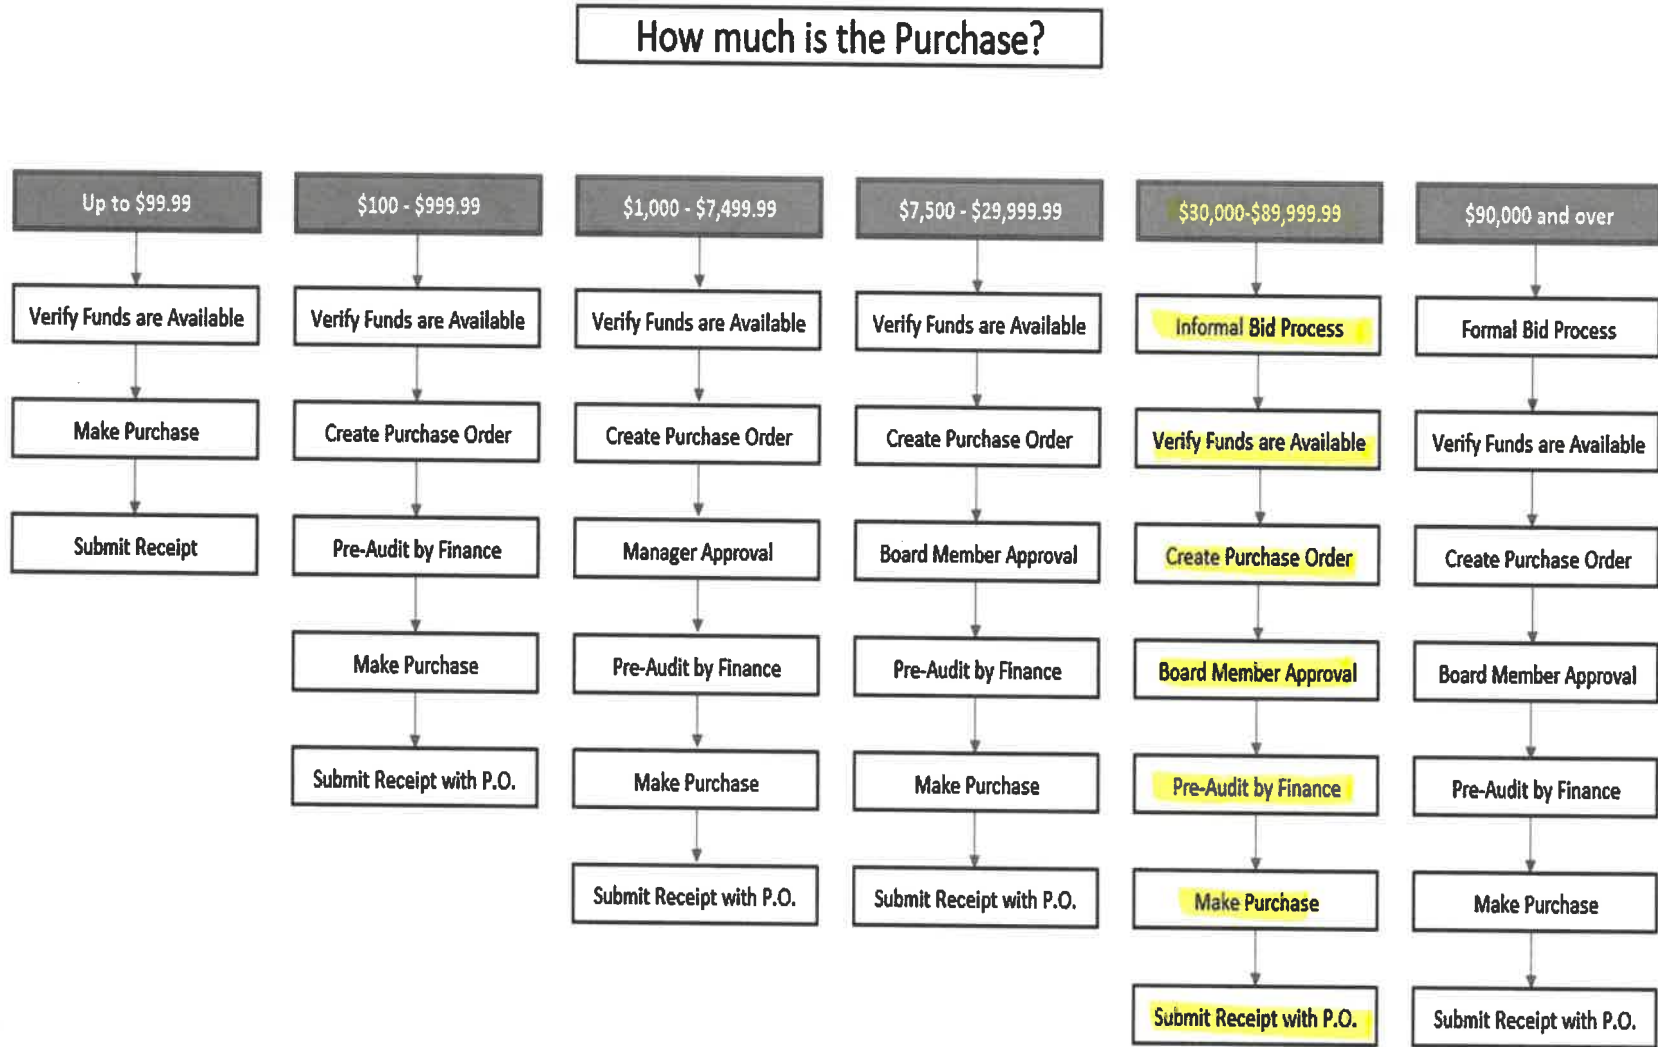 How much is the Purchase?
Up to $99.99
Verify Funds are Available
Make Purchase
Submit Receipt
$100 - $999.99
Verify Funds are Available
Create Purchase Order
Pre-Audit by Finance
Make Purchase
Submit Receipt with P.O.
$1,000 - $7,499.99
Verify Funds are Available
Create Purchase Order
Manager Approval
Pre-Audit by Finance
Make Purchase
Submit Receipt with P.O.
$7,500 - $29,999.99
Verify Funds are Available
Create Purchase Order
Board Member Approval
Pre-Audit by Finance
Make Purchase
Submit Receipt with P.O.
$30,000-$89,999.99
Informal Bid Process
Verify Funds are Available
Create Purchase Order
Board Member Approval
Pre-Audit by Finance
Make Purchase
Submit Receipt with P.O.
$90,000 and over
Formal Bid Process
Verify Funds are Available
Create Purchase Order
Board Member Approval
Pre-Audit by Finance
Make Purchase
Submit Receipt with P.O.